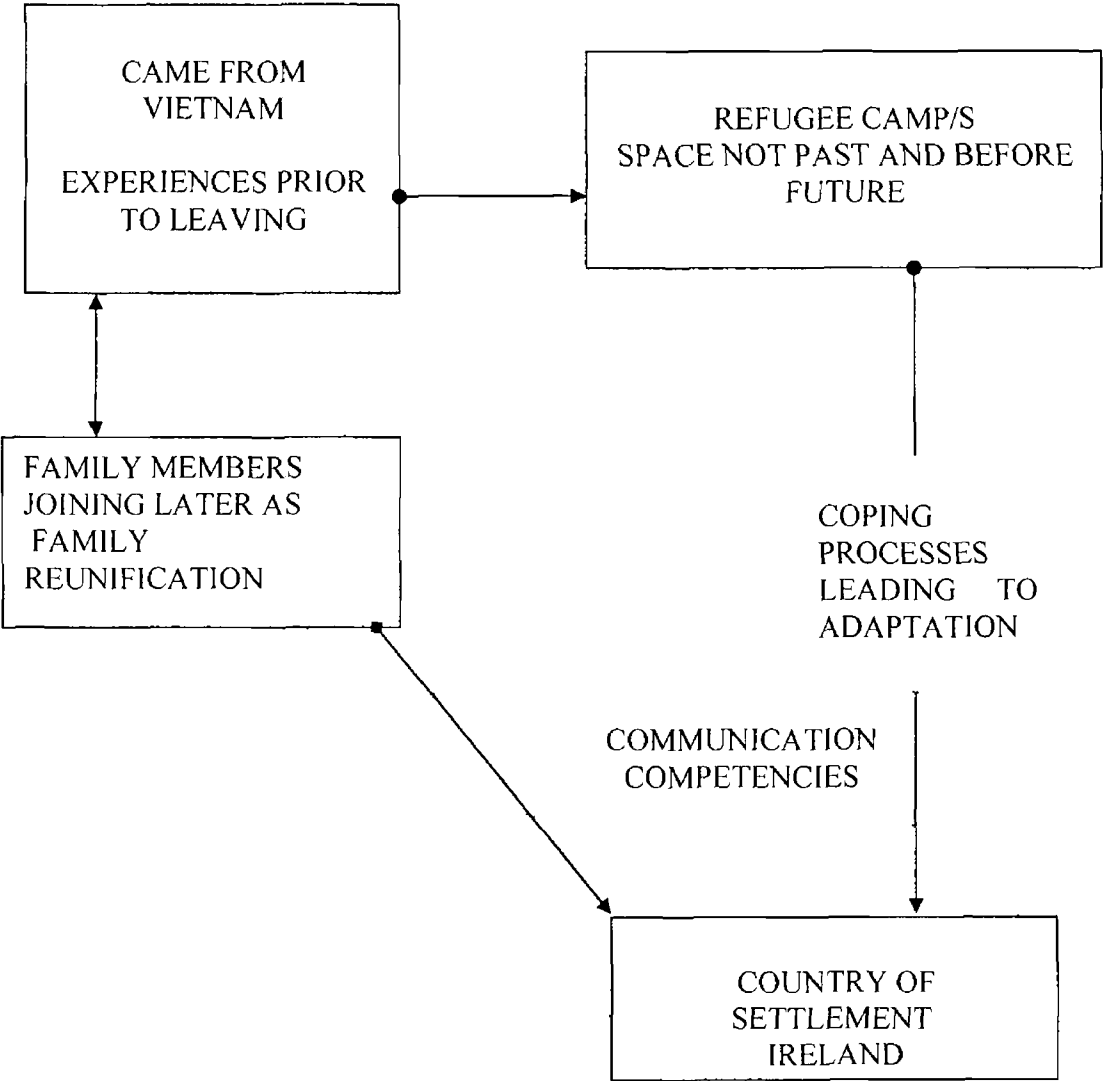 CAME FROM
VIETNAM
EXPERIENCES PRIOR
TO LEAVING
REFUGEE CAMP/S
SPACE NOT PAST AND BEFORE
FUTURE
FAMILY MEMBERS
JOINING LATER AS
FAMILY
REUNIFICATION
COPING
PROCESSES
LEADING TO
ADAPTATION
COMMUNICATION
COMPETENCIES
COUNTRY OF
SETTLEMENT
IRELAND